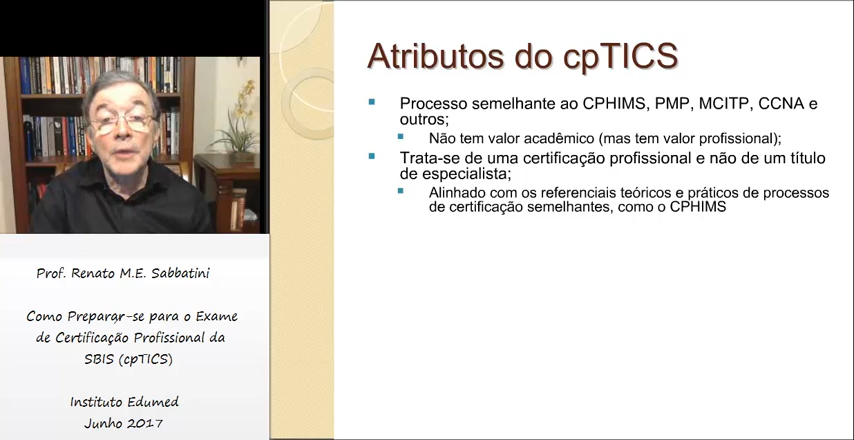 Atributos do cpTICS
Processo semelhante ao CPHIMS, PMP, MCITP, CCNA e
outros;
Não tem valor acadêmico (mas tem valor profissional);
Trata-se de uma certificação profissional e não de um título
de especialista;
Alinhado com os referenciais teóricos e práticos de processos
de certificação semelhantes, como o CPHIMS
Prof. Renato M.E. Sabbatini
Como Preparar-se para o Exame
de Certificação Profissional da
SBIS (cpTICS)
Instituto Edumed
Junho 2017